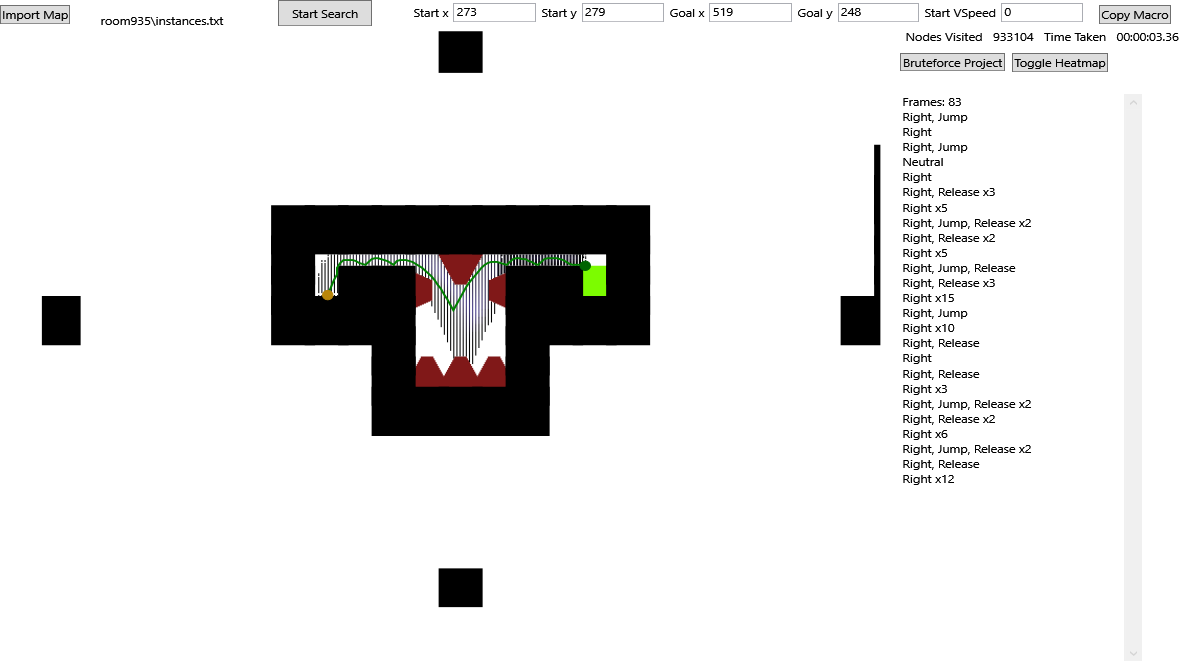 Import Map
room935\instances.txt
Start Search
Start x 273 Start y 279 Goal x 519 Goal y 248 Start VSpeed 0
Copy Macro
Nodes Visited 933104 Time Taken 00:00:03.36
Bruteforce Project Toggle Heatmap
Frames: 83
Right, Jump
Right
Right, Jump
Neutral
Right
Right, Release x3
Right x5
Right, Jump, Release x2
Right, Release x2
Right x5
Right, Jump, Release
Right, Release x3
Right x15
Right, Jump
Right x10
Right, Release
Right
Right, Release
Right x3
Right, Jump, Release x2
Right, Release x2
Right x6
Right, Jump, Release x2
Right, Release
Right x12